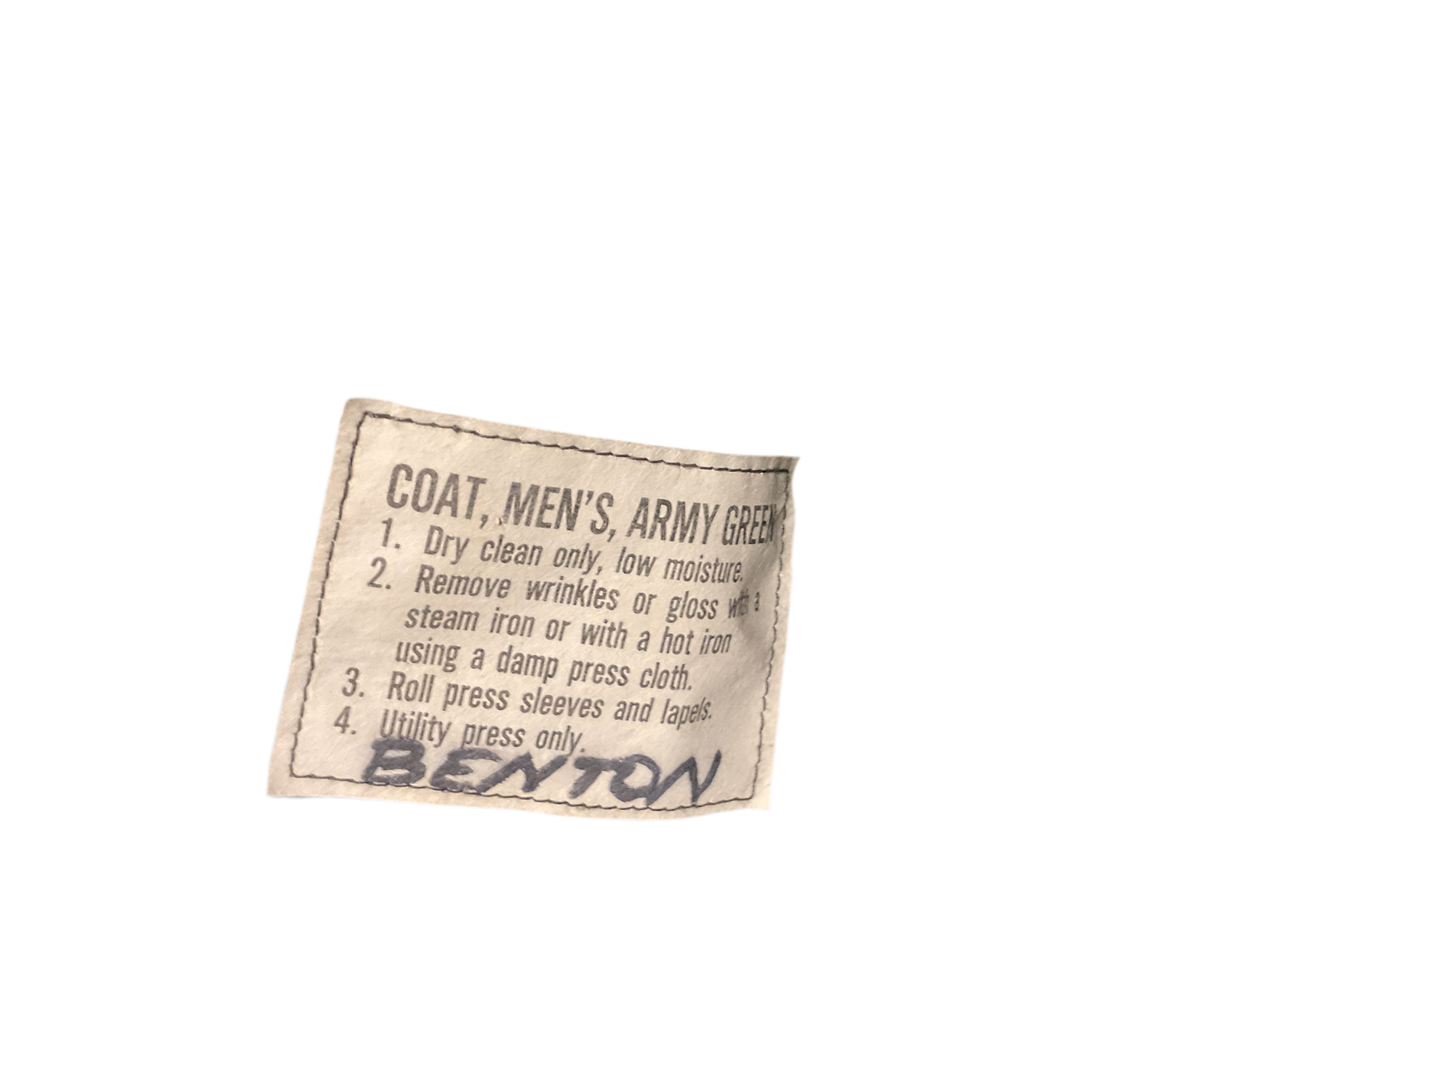 COAT, MEN'S, ARMY GREEN
1. Dry clean only, low moisture.
2. Remove wrinkles or gloss with a
steam iron or with a hot iron
using a damp press cloth.
3. Roll press sleeves and lapels.
4. Utility press only.
BENTON